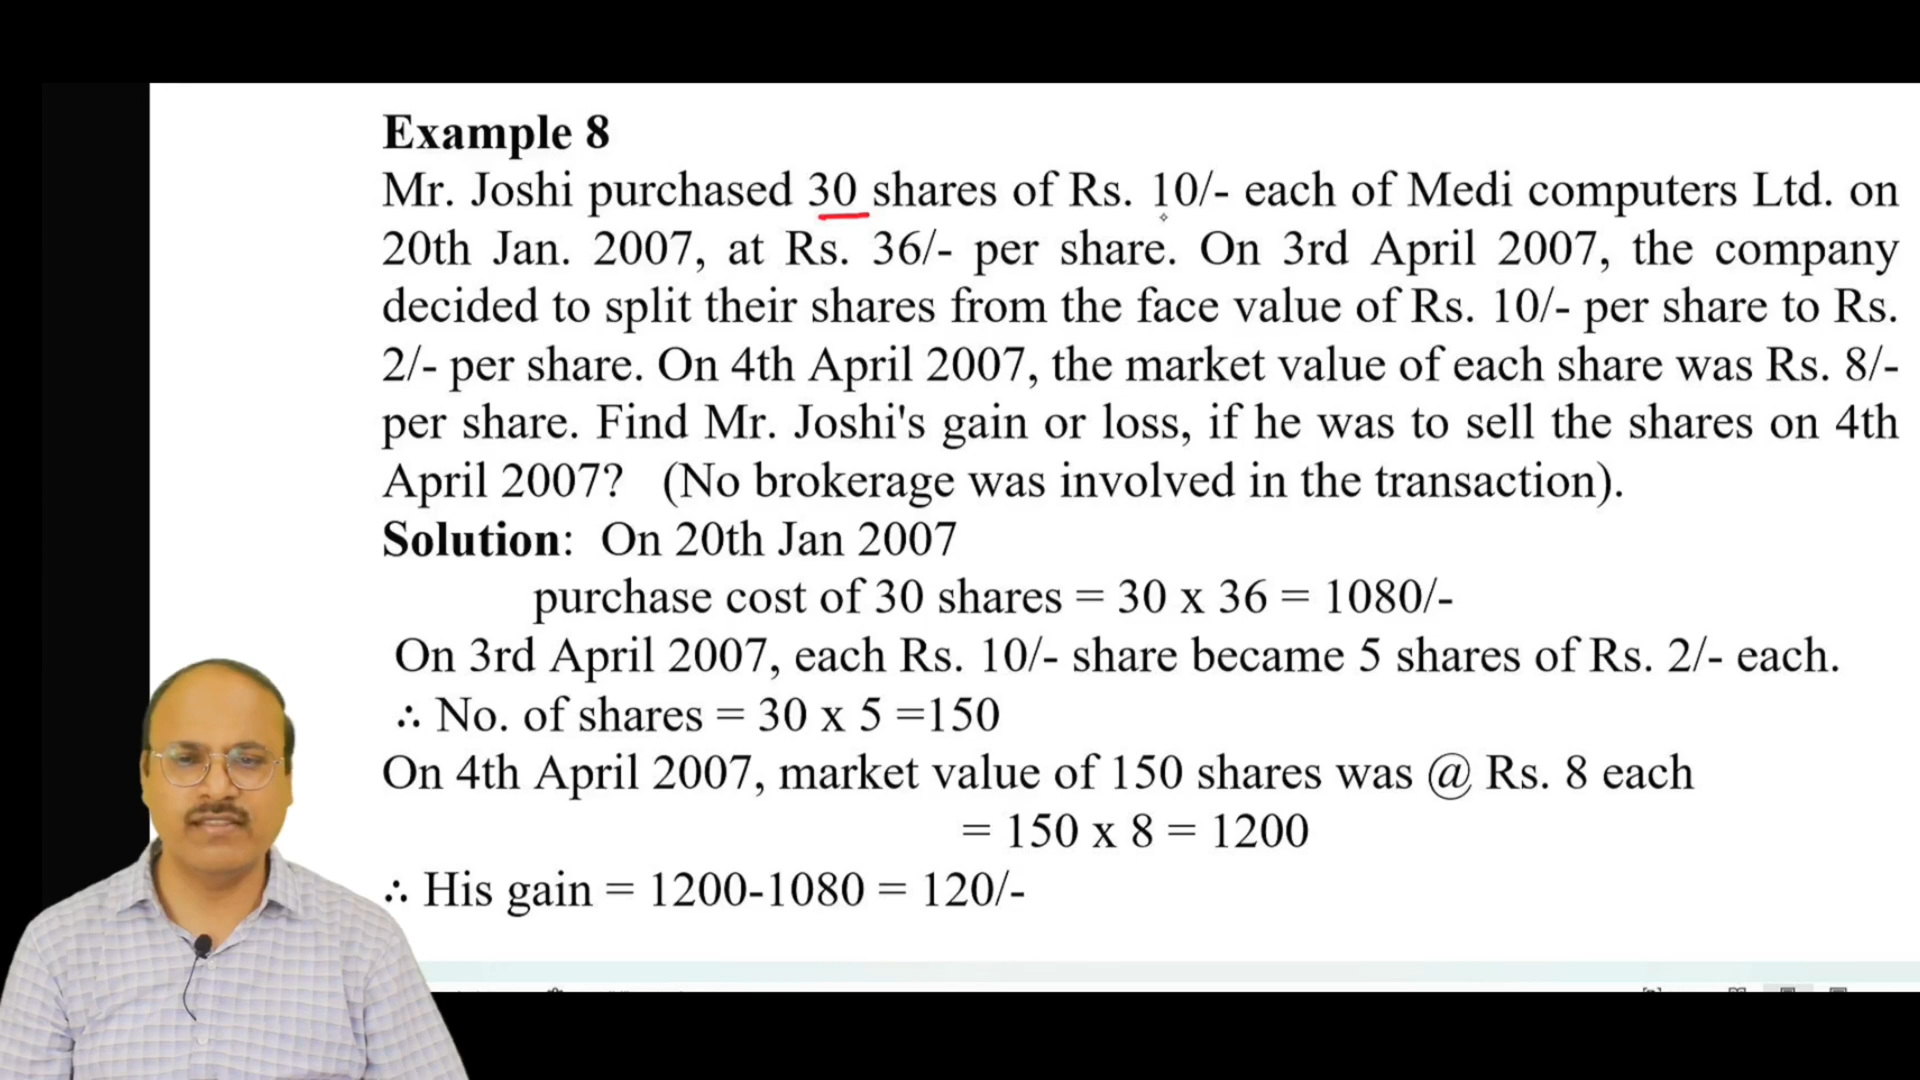 Example 8
Mr. Joshi purchased 30 shares of Rs. 10/- each of Medi computers Ltd. on
20th Jan. 2007, at Rs. 36/- per share. On 3rd April 2007, the company
decided to split their shares from the face value of Rs. 10/- per share to Rs.
2/- per share. On 4th April 2007, the market value of each share was Rs. 8/-
per share. Find Mr. Joshi's gain or loss, if he was to sell the shares on 4th
April 2007? (No brokerage was involved in the transaction).
Solution: On 20th Jan 2007
purchase cost of 30 shares = 30 x 36 = 1080/-
On 3rd April 2007, each Rs. 10/- share became 5 shares of Rs. 2/- each.
∴ No. of shares = 30 x 5 =150
On 4th April 2007, market value of 150 shares was @ Rs. 8 each
= 150 x 8 = 1200
∴ His gain = 1200-1080 = 120/-